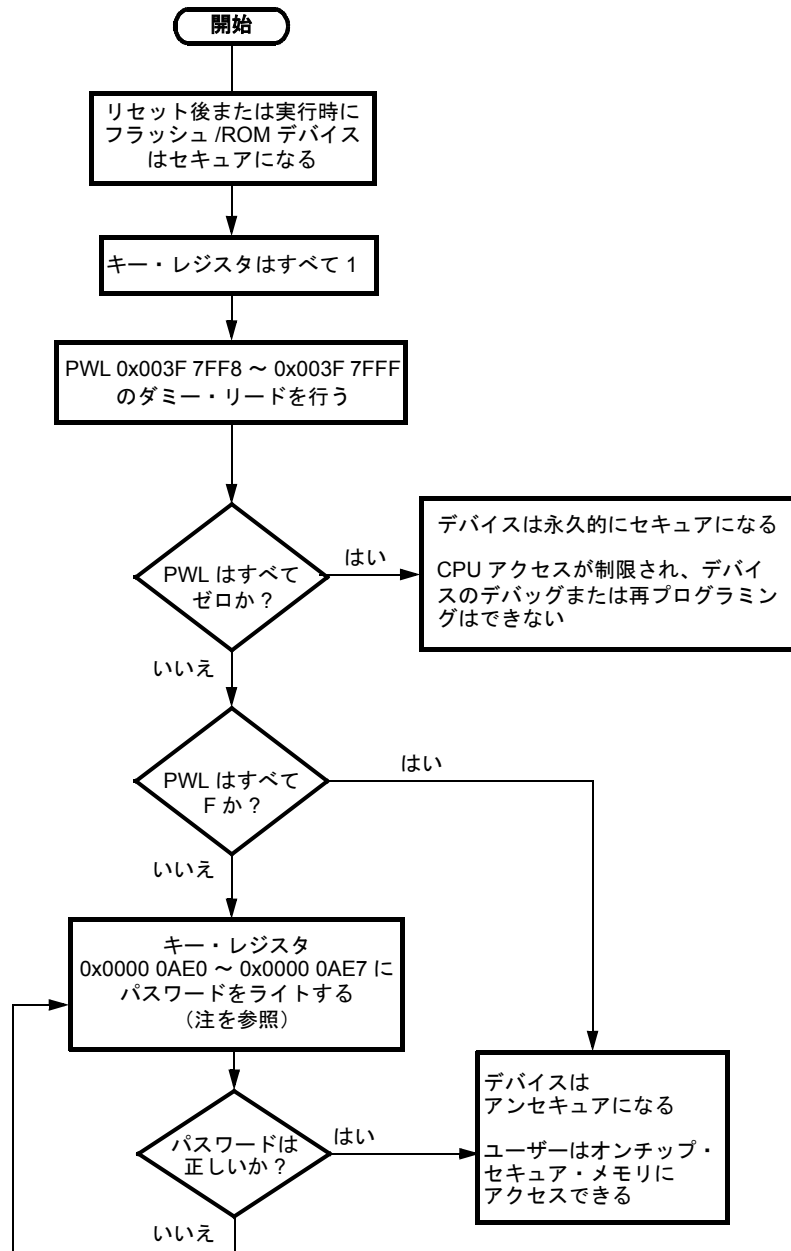 開始
リセット後または実行時に
フラッシュ /ROM デバイス
はセキュアになる
キー・レジスタはすべて 1
PWL 0x003F 7FF8 ～ 0x003F 7FFF
のダミー・リードを行う
PWL はすべて
ゼロか？
はい
デバイスは永久的にセキュアになる
CPU アクセスが制限され、デバイ
スのデバッグまたは再プログラミン
グはできない
いいえ
PWL はすべて
F か？
はい
いいえ
キー・レジスタ
0x0000 0AE0 ～ 0x0000 0AE7 に
パスワードをライトする
（注を参照）
パスワードは
正しいか？
はい
デバイスは
アンセキュアになる
ユーザーはオンチップ・
セキュア・メモリに
アクセスできる
いいえ